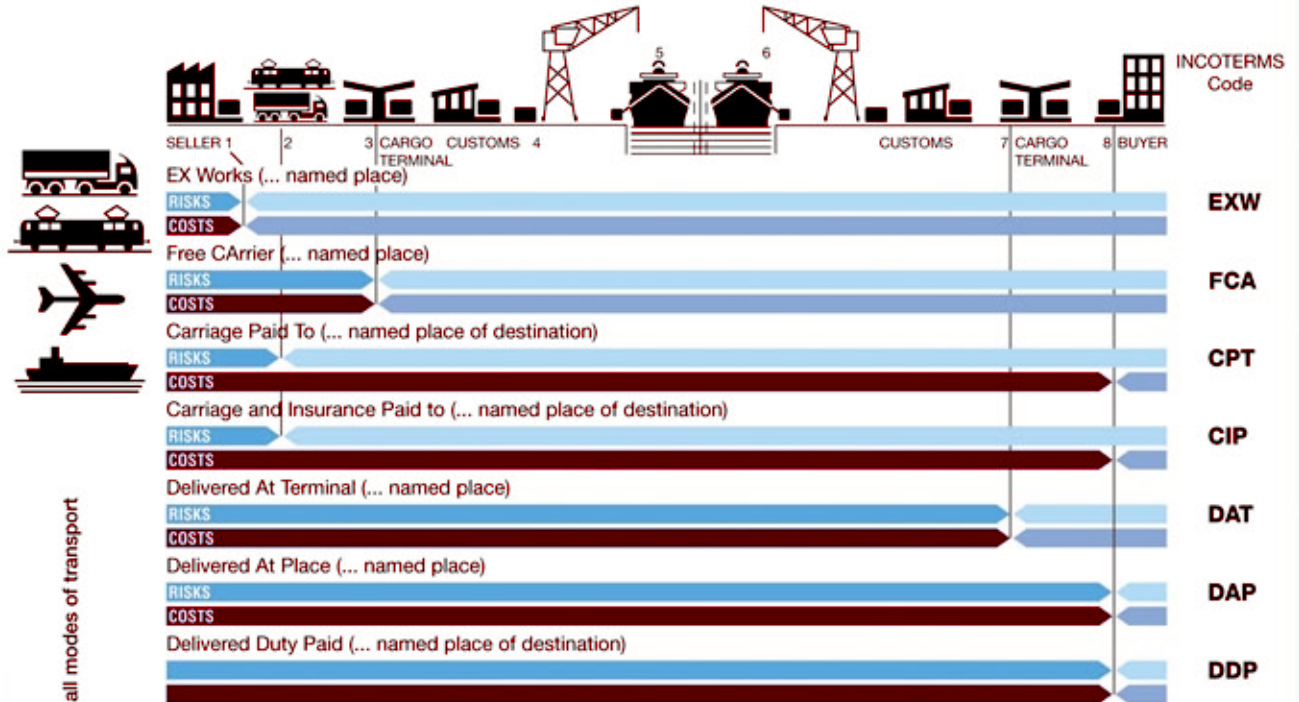 5 6
INCOTERMS
Code
SELLER 1 2 3 CARGO TERMINAL CUSTOMS 4 CUSTOMS 7 CARGO TERMINAL 8 BUYER
EX Works (... named place)
RISKS
EXW
COSTS
Free CArrier (... named place)
RISKS
FCA
COSTS
Carriage Paid To (... named place of destination)
RISKS
CPT
COSTS
Carriage and Insurance Paid to (... named place of destination)
RISKS
CIP
COSTS
Delivered At Terminal (... named place)
RISKS
DAT
COSTS
Delivered At Place (... named place)
RISKS
DAP
COSTS
Delivered Duty Paid (... named place of destination)
DDP
all modes of transport